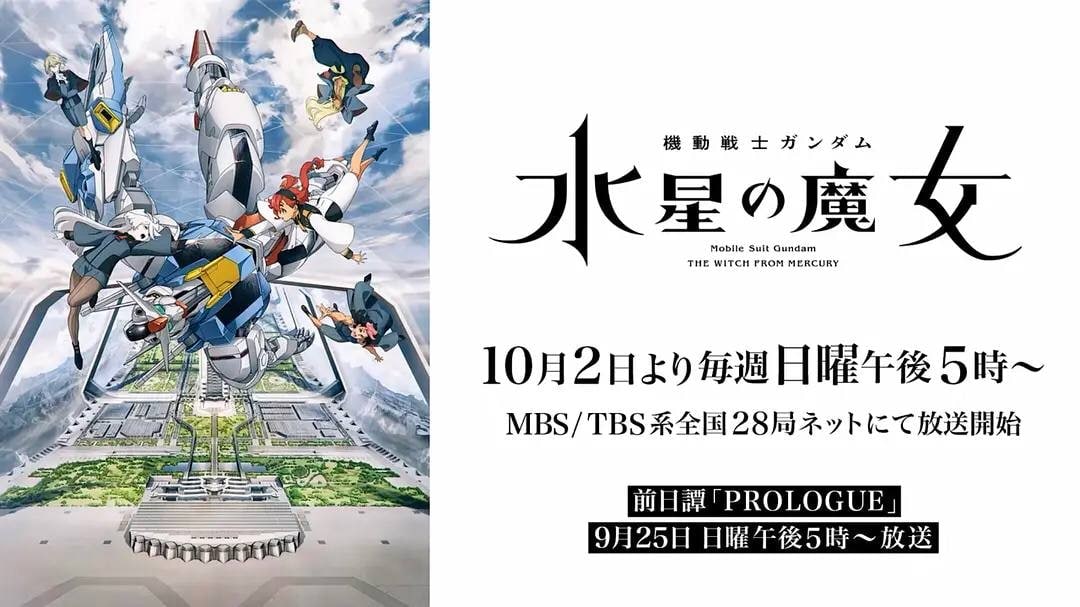 機動戦士ガンダム
水星の魔女
Mobile Suit Gundam
THE WITCH FROM MERCURY
10月2日より毎週日曜午後5時～
MBS/TBS系全国28局ネットにて放送開始
前日譚「PROLOGUE」
9月25日 日曜午後5時～放送